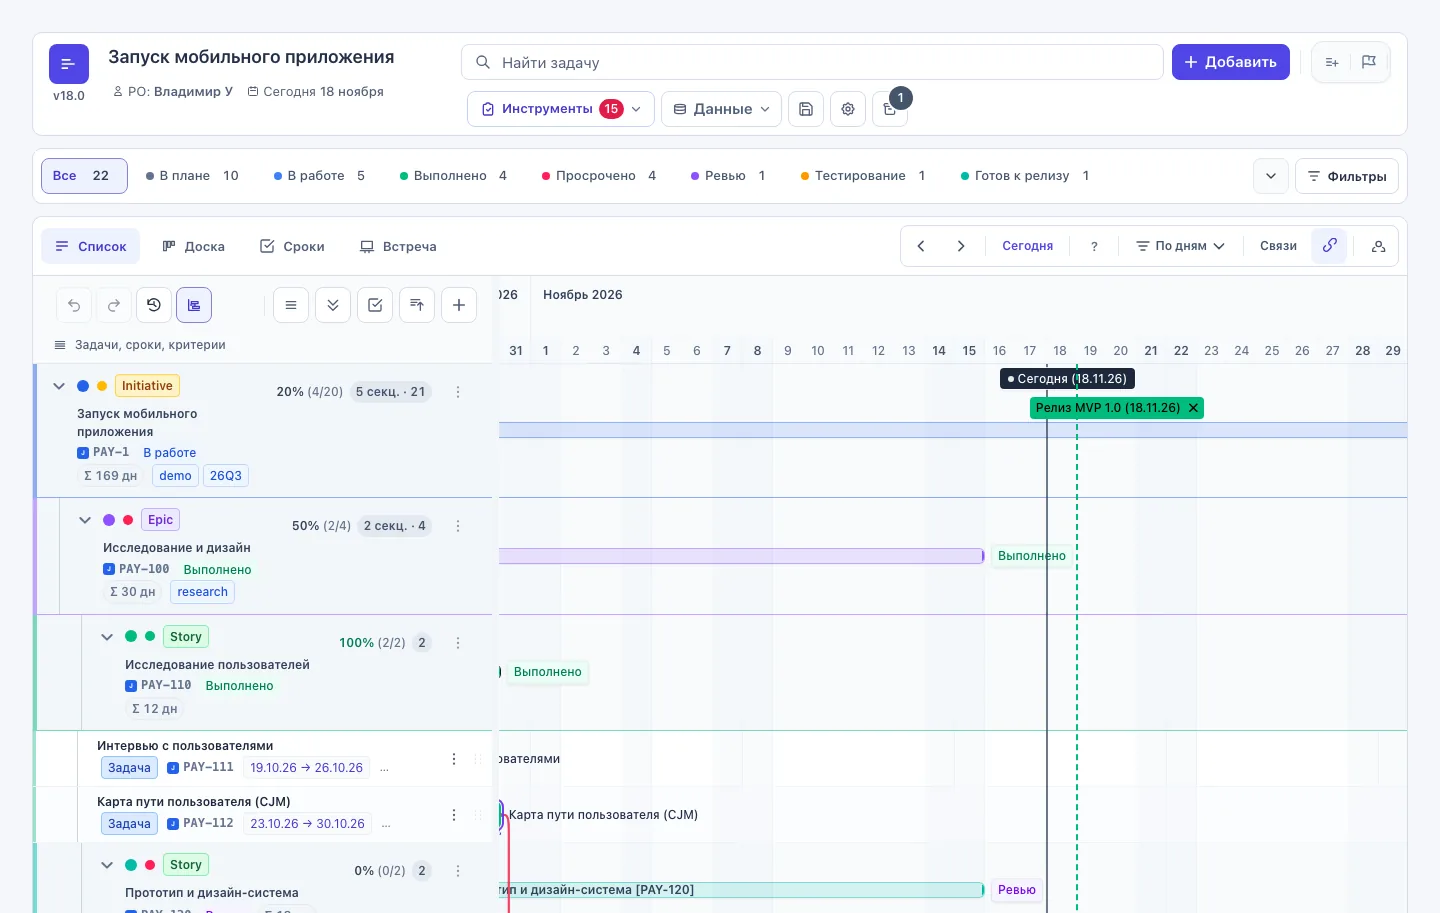 Запуск мобильного приложения
v18.0
PO: Владимир У
Сегодня 18 ноября
Найти задачу
Добавить
Инструменты 15
Данные
1
Все 22
В плане 10
В работе 5
Выполнено 4
Просрочено 4
Ревью 1
Тестирование 1
Готов к релизу 1
Фильтры
Список
Доска
Сроки
Встреча
Сегодня
?
По дням
Связи
Задачи, сроки, критерии
026
Ноябрь 2026
31 1 2 3 4 5 6 7 8 9 10 11 12 13 14 15 16 17 18 19 20 21 22 23 24 25 26 27 28 29
Сегодня (18.11.26)
Релиз MVP 1.0 (18.11.26) ✕
Initiative
20% (4/20) 5 секц. · 21
Запуск мобильного
приложения
PAY-1 В работе
Σ 169 дн demo 26Q3
Epic
50% (2/4) 2 секц. · 4
Исследование и дизайн
PAY-100 Выполнено
Σ 30 дн research
Выполнено
Story
100% (2/2) 2
Исследование пользователей
PAY-110 Выполнено
Σ 12 дн
Выполнено
Интервью с пользователями
Задача PAY-111 19.10.26 → 26.10.26 ...
ователями
Карта пути пользователя (CJM)
Задача PAY-112 23.10.26 → 30.10.26 ...
Карта пути пользователя (CJM)
Story
0% (0/2) 2
Прототип и дизайн-система
тип и дизайн-система [PAY-120]
Ревью